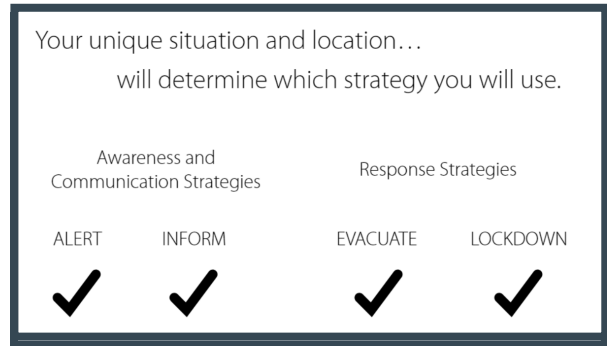 Your unique situation and location…
will determine which strategy you will use.
Awareness and
Communication Strategies
Response Strategies
ALERT
INFORM
EVACUATE
LOCKDOWN